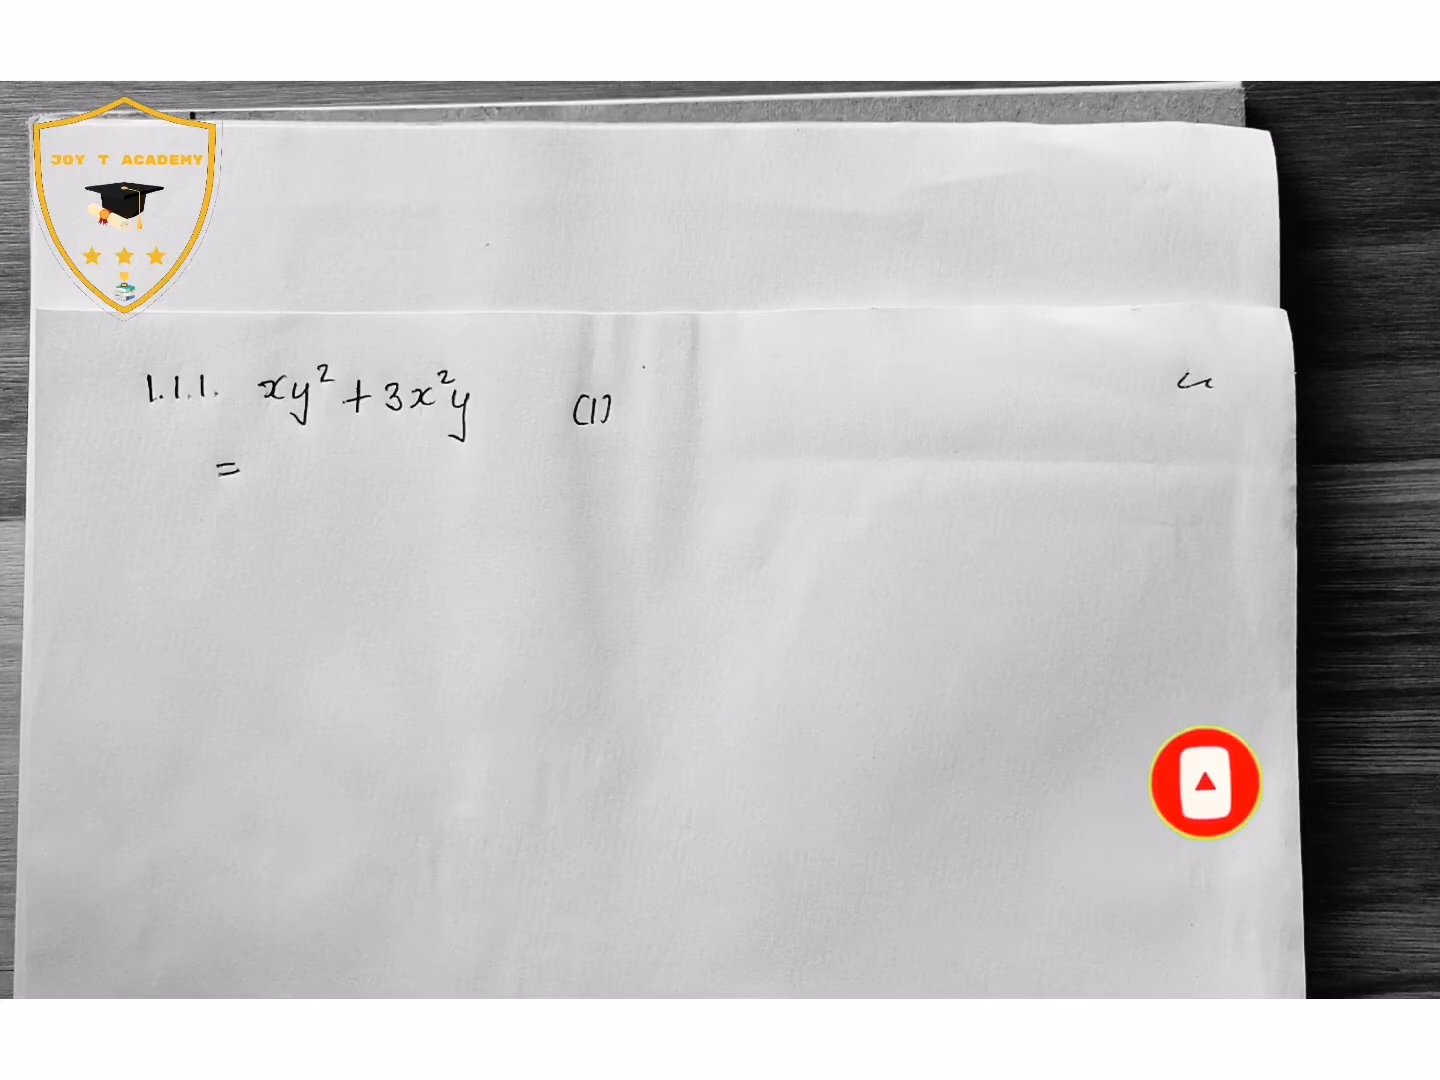 JOY T ACADEMY
1.1.1. xy² + 3x²y (1)
=